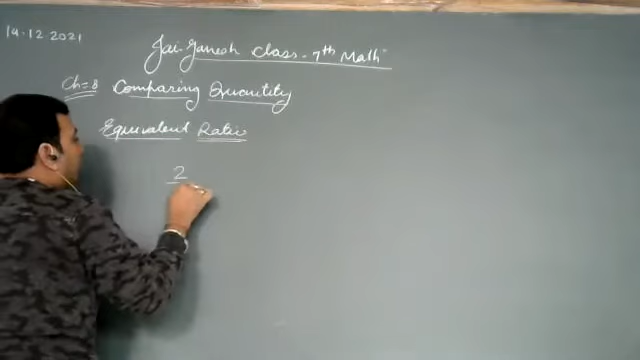 14.12.2021
Jai Ganesh Class - 7th Math
Ch = 8 Comparing Quantity
Equivalent Ratio
2